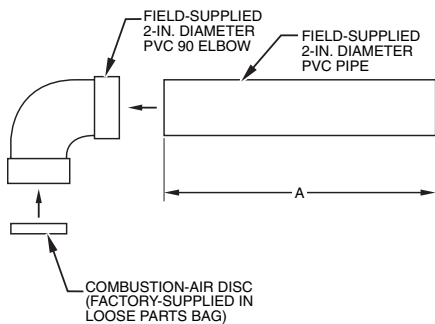 FIELD-SUPPLIED
2-IN. DIAMETER
PVC 90 ELBOW
FIELD-SUPPLIED
2-IN. DIAMETER
PVC PIPE
A
COMBUSTION-AIR DISC
(FACTORY-SUPPLIED IN
LOOSE PARTS BAG)